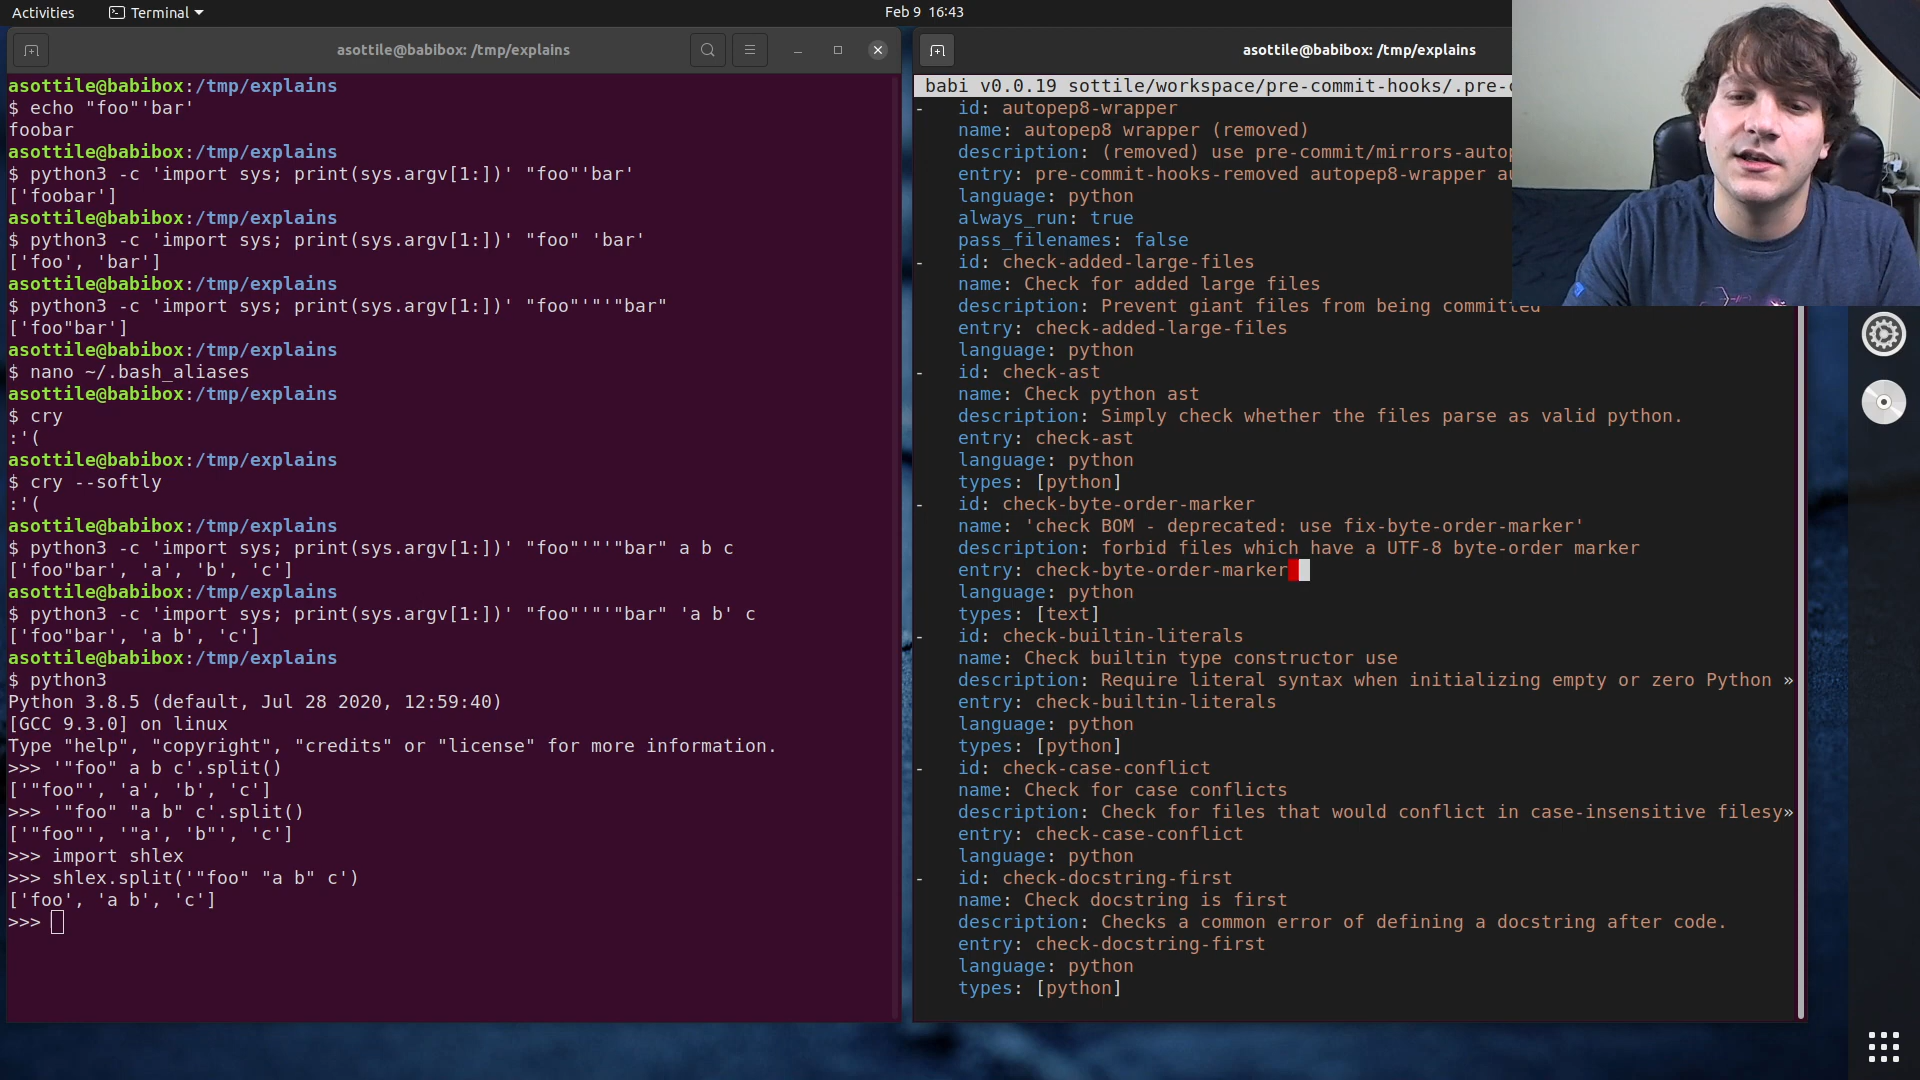 Activities
Terminal
Feb 9 16:43
asottile@babibox: /tmp/explains
asottile@babibox:/tmp/explains
$ echo "foo"'bar'
foobar
asottile@babibox:/tmp/explains
$ python3 -c 'import sys; print(sys.argv[1:])' "foo"'bar'
['foobar']
asottile@babibox:/tmp/explains
$ python3 -c 'import sys; print(sys.argv[1:])' "foo" 'bar'
['foo', 'bar']
asottile@babibox:/tmp/explains
$ python3 -c 'import sys; print(sys.argv[1:])' "foo"'"'"bar"
['foo"bar']
asottile@babibox:/tmp/explains
$ nano ~/.bash_aliases
asottile@babibox:/tmp/explains
$ cry
:'(
asottile@babibox:/tmp/explains
$ cry --softly
:'(
asottile@babibox:/tmp/explains
$ python3 -c 'import sys; print(sys.argv[1:])' "foo"'"'"bar" a b c
['foo"bar', 'a', 'b', 'c']
asottile@babibox:/tmp/explains
$ python3 -c 'import sys; print(sys.argv[1:])' "foo"'"'"bar" 'a b' c
['foo"bar', 'a b', 'c']
asottile@babibox:/tmp/explains
$ python3
Python 3.8.5 (default, Jul 28 2020, 12:59:40)
[GCC 9.3.0] on linux
Type "help", "copyright", "credits" or "license" for more information.
>>> '"foo" a b c'.split()
['"foo"', 'a', 'b', 'c']
>>> '"foo" "a b" c'.split()
['"foo"', '"a', 'b"', 'c']
>>> import shlex
>>> shlex.split('"foo" "a b" c')
['foo', 'a b', 'c']
>>>
asottile@babibox: /tmp/explains
babi v0.0.19 sottile/workspace/pre-commit-hooks/.pre-c
- id: autopep8-wrapper
name: autopep8 wrapper (removed)
description: (removed) use pre-commit/mirrors-autop
entry: pre-commit-hooks-removed autopep8-wrapper au
language: python
always_run: true
pass_filenames: false
- id: check-added-large-files
name: Check for added large files
description: Prevent giant files from being committed
entry: check-added-large-files
language: python
- id: check-ast
name: Check python ast
description: Simply check whether the files parse as valid python.
entry: check-ast
language: python
types: [python]
- id: check-byte-order-marker
name: 'check BOM - deprecated: use fix-byte-order-marker'
description: forbid files which have a UTF-8 byte-order marker
entry: check-byte-order-marker
language: python
types: [text]
- id: check-builtin-literals
name: Check builtin type constructor use
description: Require literal syntax when initializing empty or zero Python »
entry: check-builtin-literals
language: python
types: [python]
- id: check-case-conflict
name: Check for case conflicts
description: Check for files that would conflict in case-insensitive filesy»
entry: check-case-conflict
language: python
- id: check-docstring-first
name: Check docstring is first
description: Checks a common error of defining a docstring after code.
entry: check-docstring-first
language: python
types: [python]